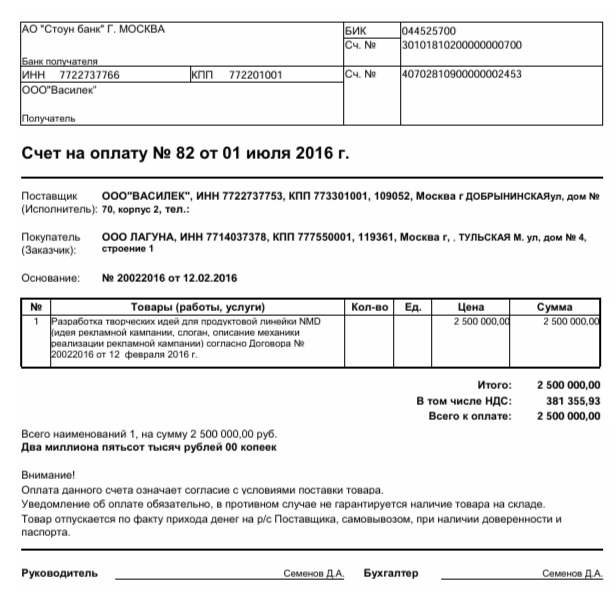 АО "Стоун банк" Г. МОСКВА
БИК 044525700
Сч. № 30101810200000000700
Банк получателя
ИНН 7722737766 КПП 772201001 Сч. № 40702810900000002453
ООО"Василек"
Получатель
Счет на оплату № 82 от 01 июля 2016 г.
Поставщик ООО"ВАСИЛЕК", ИНН 7722737753, КПП 773301001, 109052, Москва г ДОБРЫНИНСКАЯул, дом №
(Исполнитель): 70, корпус 2, тел.:
Покупатель ООО ЛАГУНА, ИНН 7714037378, КПП 777550001, 119361, Москва г, . ТУЛЬСКАЯ М. ул, дом № 4,
(Заказчик): строение 1
Основание: № 20022016 от 12.02.2016
№ Товары (работы, услуги) Кол-во Ед. Цена Сумма
1 Разработка творческих идей для продуктовой линейки NMD 2 500 000,00 2 500 000,00
(идея рекламной кампании, слоган, описание механики
реализации рекламной кампании) согласно Договора №
20022016 от 12 февраля 2016 г.
Итого: 2 500 000,00
В том числе НДС: 381 355,93
Всего к оплате: 2 500 000,00
Всего наименований 1, на сумму 2 500 000,00 руб.
Два миллиона пятьсот тысяч рублей 00 копеек
Внимание!
Оплата данного счета означает согласие с условиями поставки товара.
Уведомление об оплате обязательно, в противном случае не гарантируется наличие товара на складе.
Товар отпускается по факту прихода денег на р/с Поставщика, самовывозом, при наличии доверенности и
паспорта.
Руководитель Семенов Д.А. Бухгалтер Семенов Д.А.